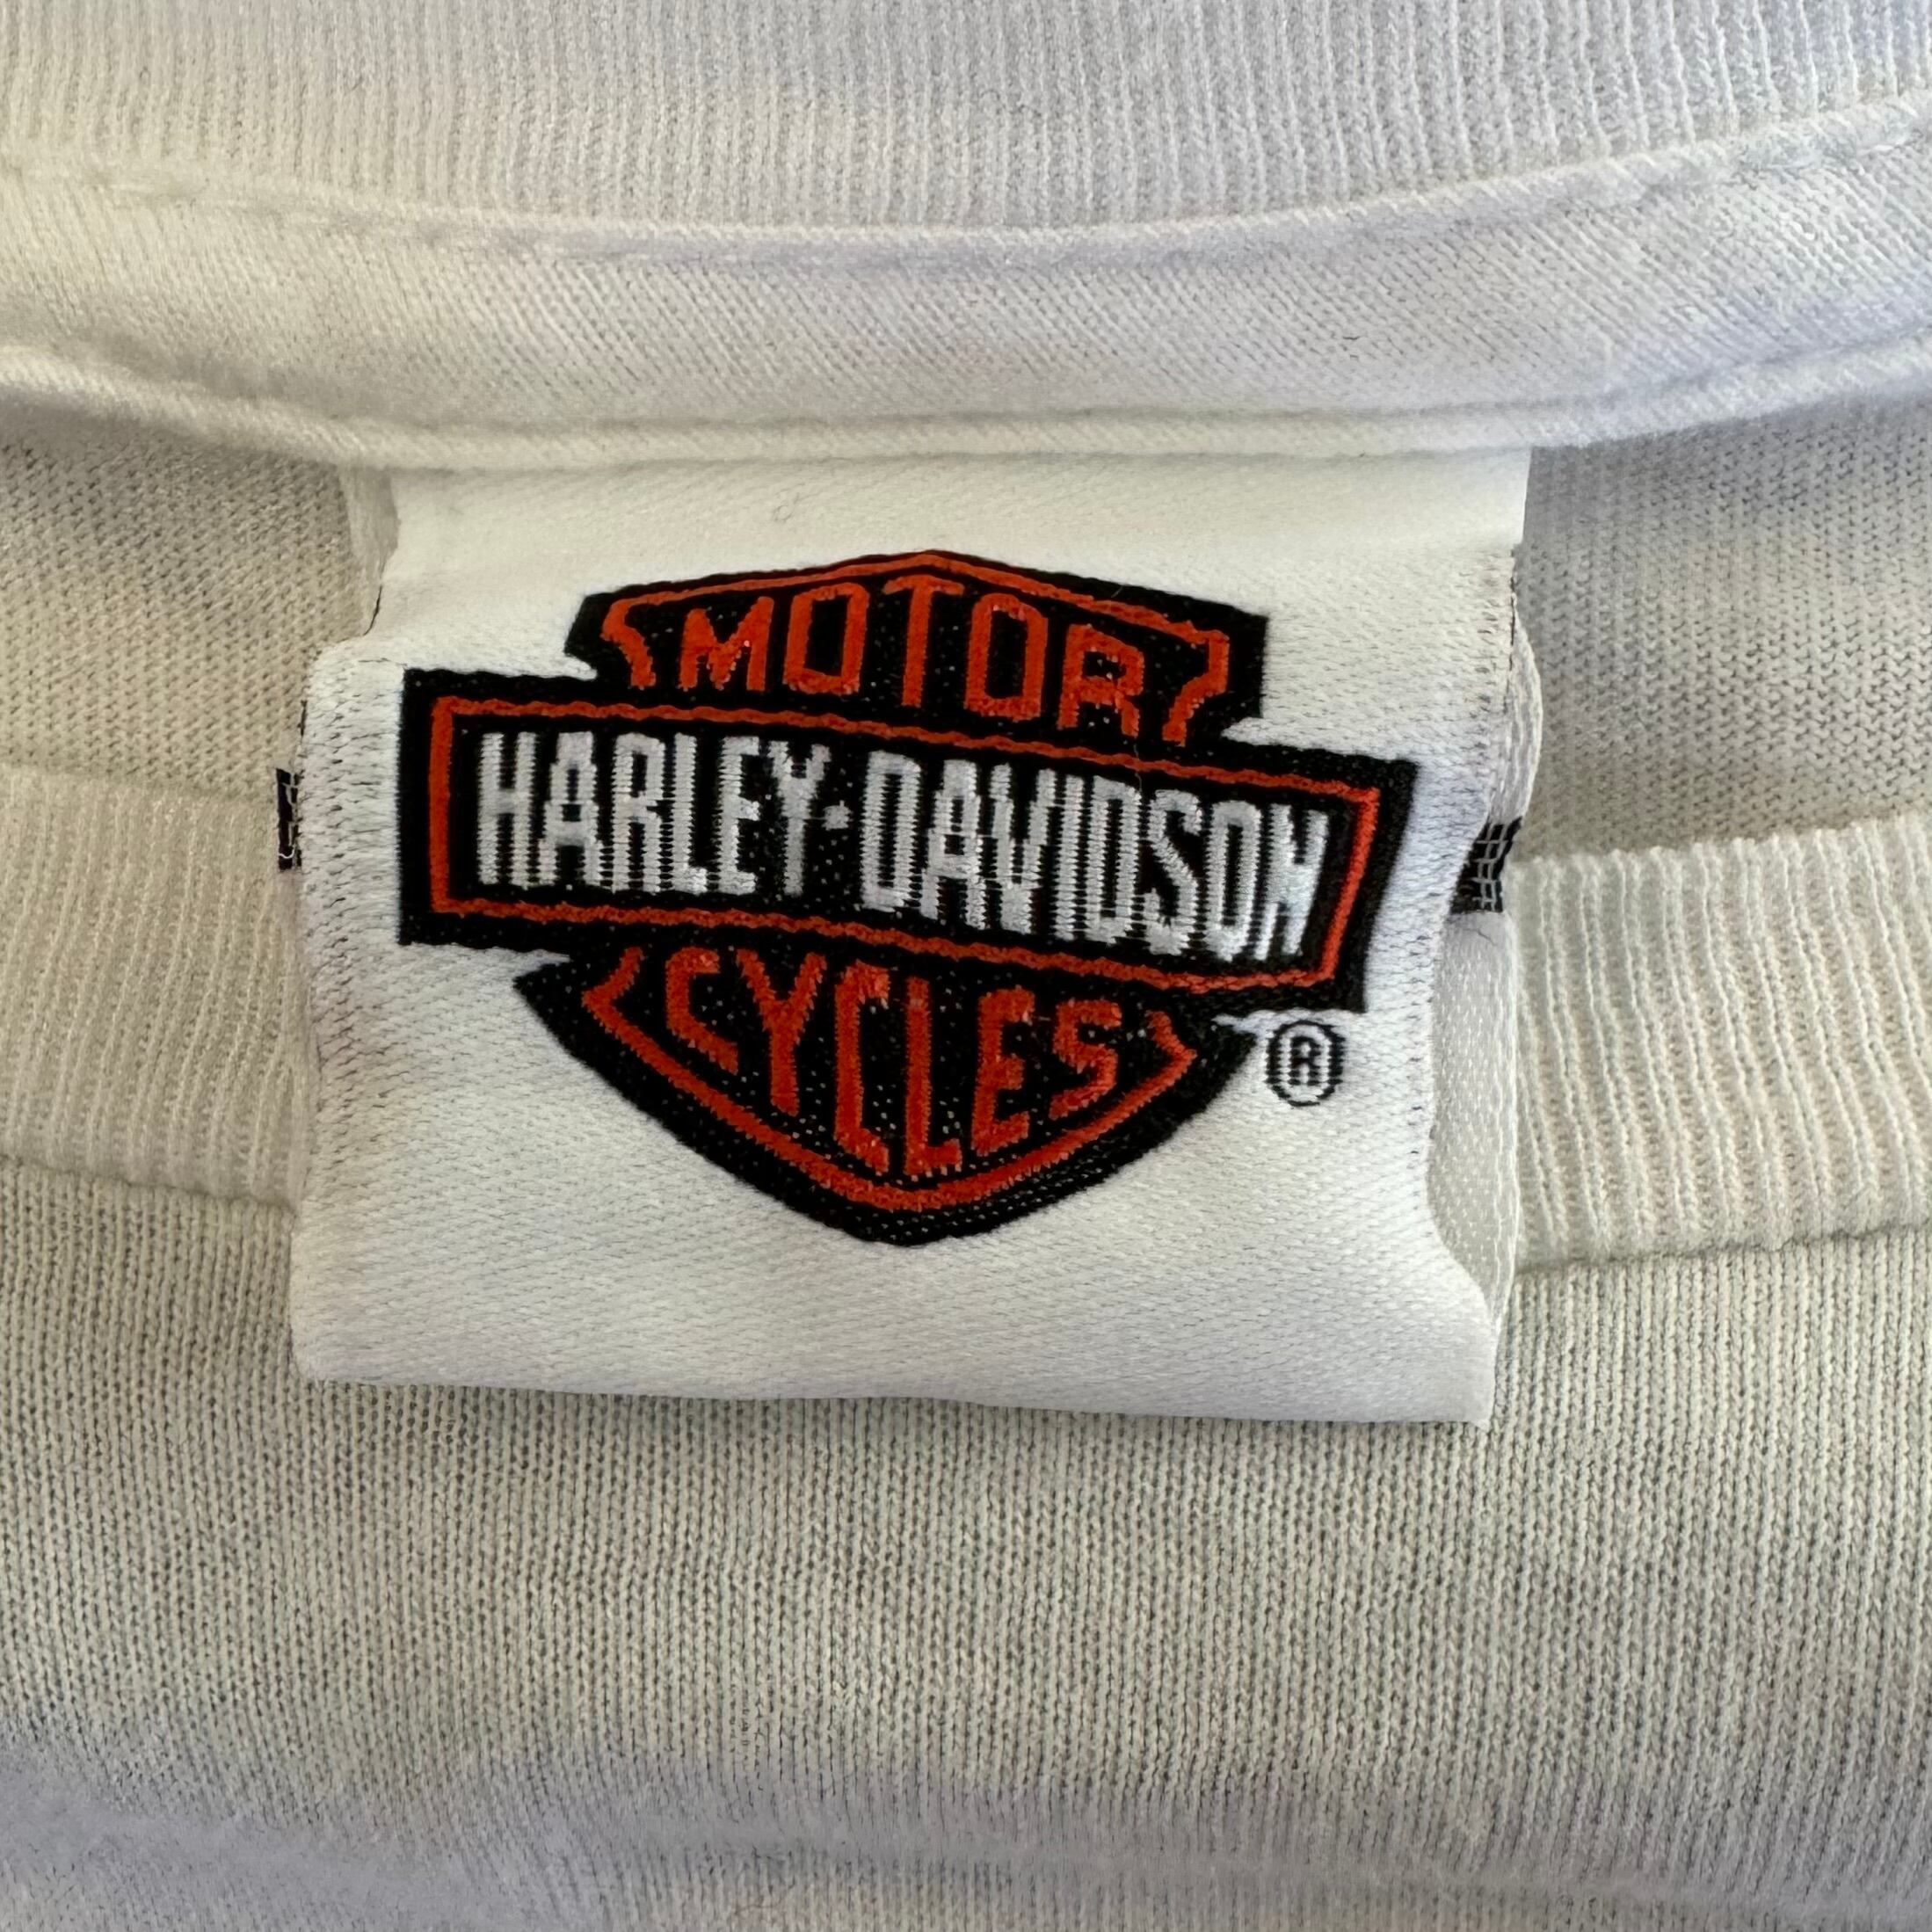 MOTOR
HARLEY-DAVIDSON
CYCLES
®